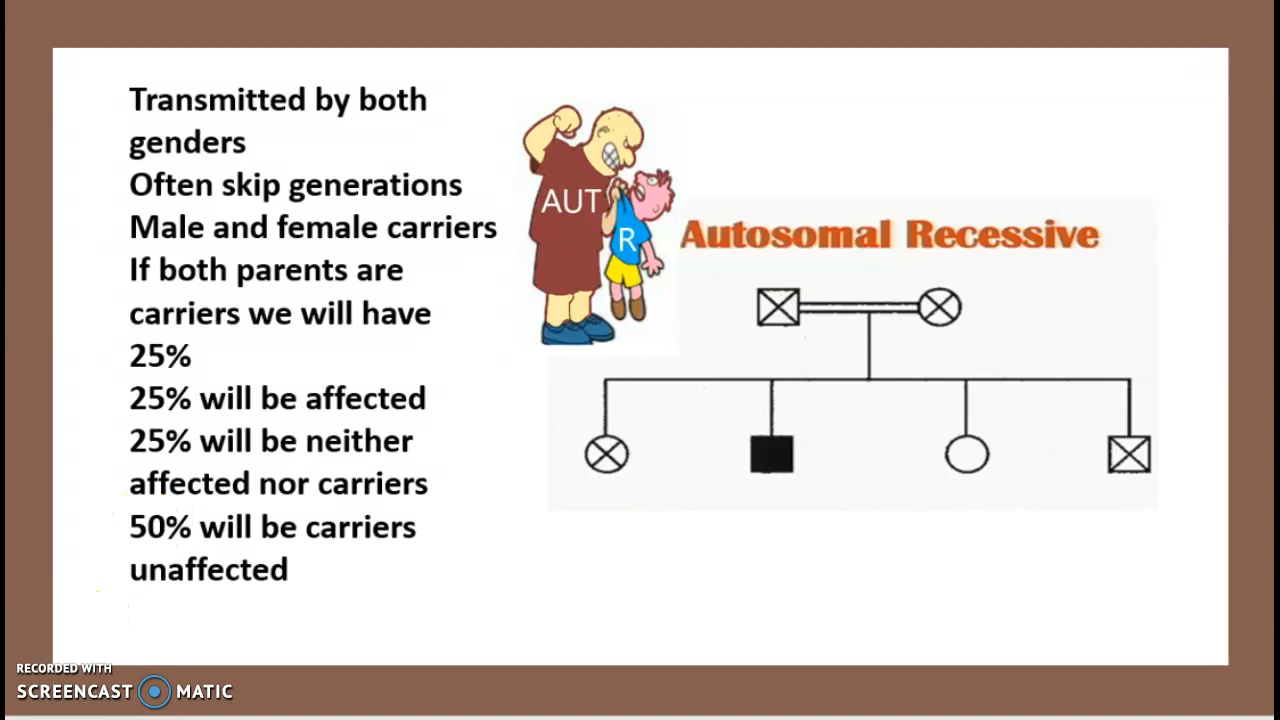 Transmitted by both
genders
Often skip generations
Male and female carriers
If both parents are
carriers we will have
25%
25% will be affected
25% will be neither
affected nor carriers
50% will be carriers
unaffected
AUT
R
Autosomal Recessive
RECORDED WITH
SCREENCAST MATIC